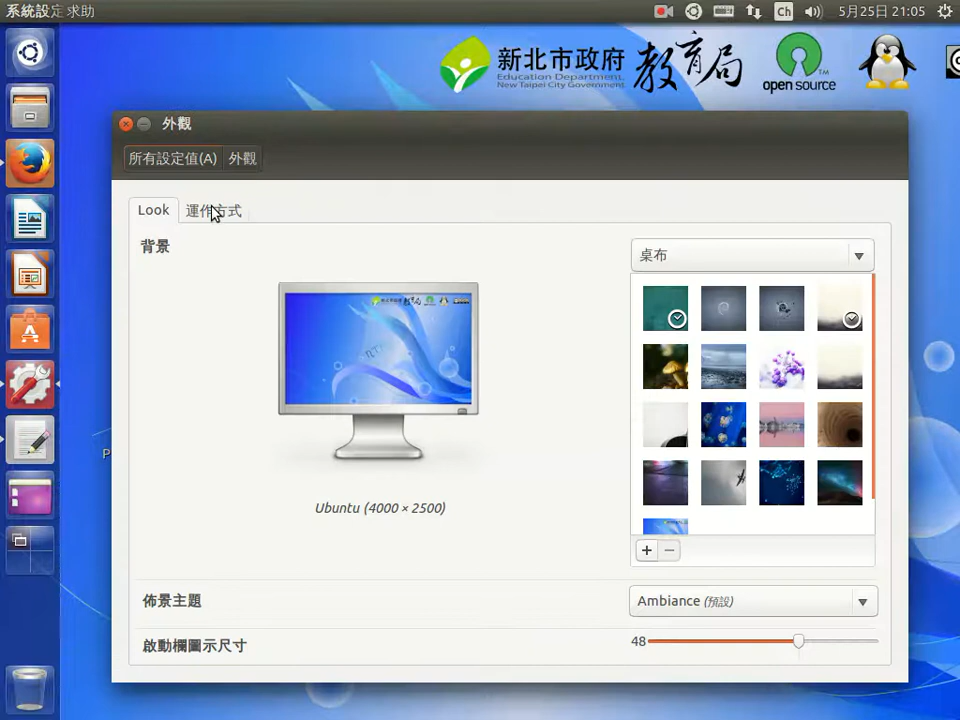 系統設定 求助
Ch
5月25日 21:05
新北市政府
Education Department,
New Taipei City Government
教育局
open source
TM
外觀
所有設定值(A)
外觀
Look
運作方式
背景
桌布
P
Ubuntu (4000 × 2500)
佈景主題
Ambiance (預設)
啟動欄圖示尺寸
48